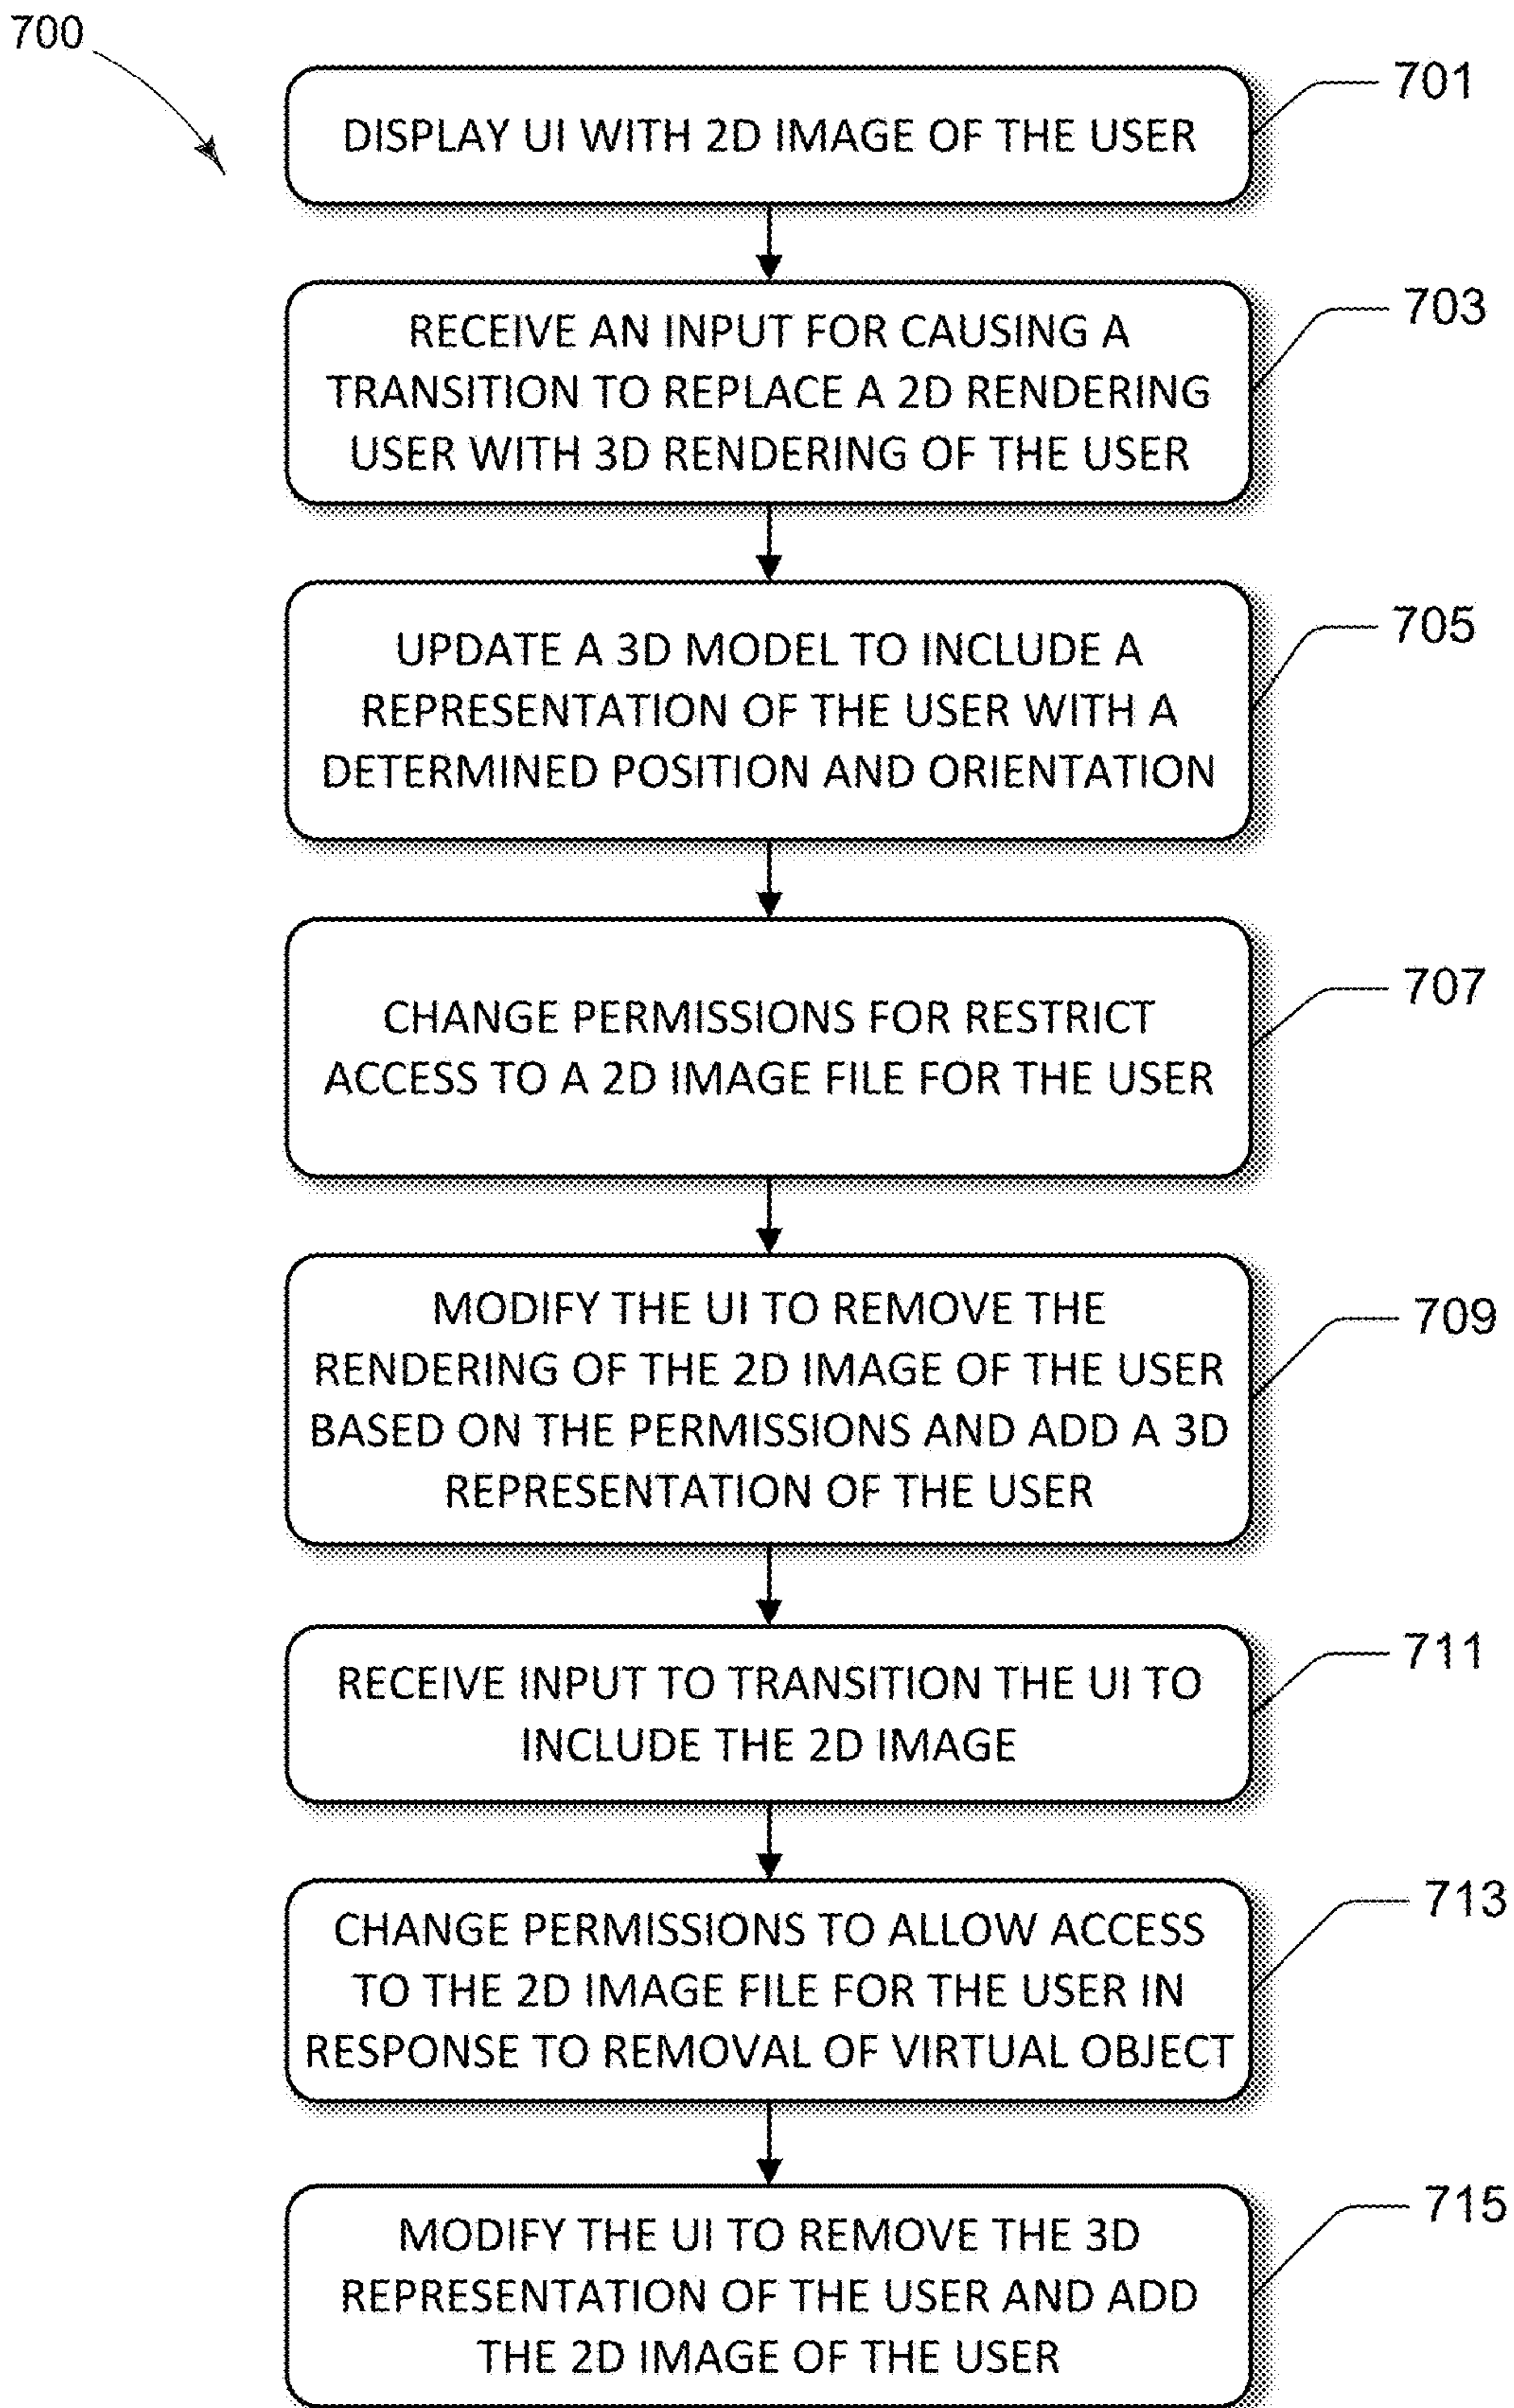 700
701
DISPLAY UI WITH 2D IMAGE OF THE USER
703
RECEIVE AN INPUT FOR CAUSING A
TRANSITION TO REPLACE A 2D RENDERING
USER WITH 3D RENDERING OF THE USER
705
UPDATE A 3D MODEL TO INCLUDE A
REPRESENTATION OF THE USER WITH A
DETERMINED POSITION AND ORIENTATION
707
CHANGE PERMISSIONS FOR RESTRICT
ACCESS TO A 2D IMAGE FILE FOR THE USER
709
MODIFY THE UI TO REMOVE THE
RENDERING OF THE 2D IMAGE OF THE USER
BASED ON THE PERMISSIONS AND ADD A 3D
REPRESENTATION OF THE USER
711
RECEIVE INPUT TO TRANSITION THE UI TO
INCLUDE THE 2D IMAGE
713
CHANGE PERMISSIONS TO ALLOW ACCESS
TO THE 2D IMAGE FILE FOR THE USER IN
RESPONSE TO REMOVAL OF VIRTUAL OBJECT
715
MODIFY THE UI TO REMOVE THE 3D
REPRESENTATION OF THE USER AND ADD
THE 2D IMAGE OF THE USER